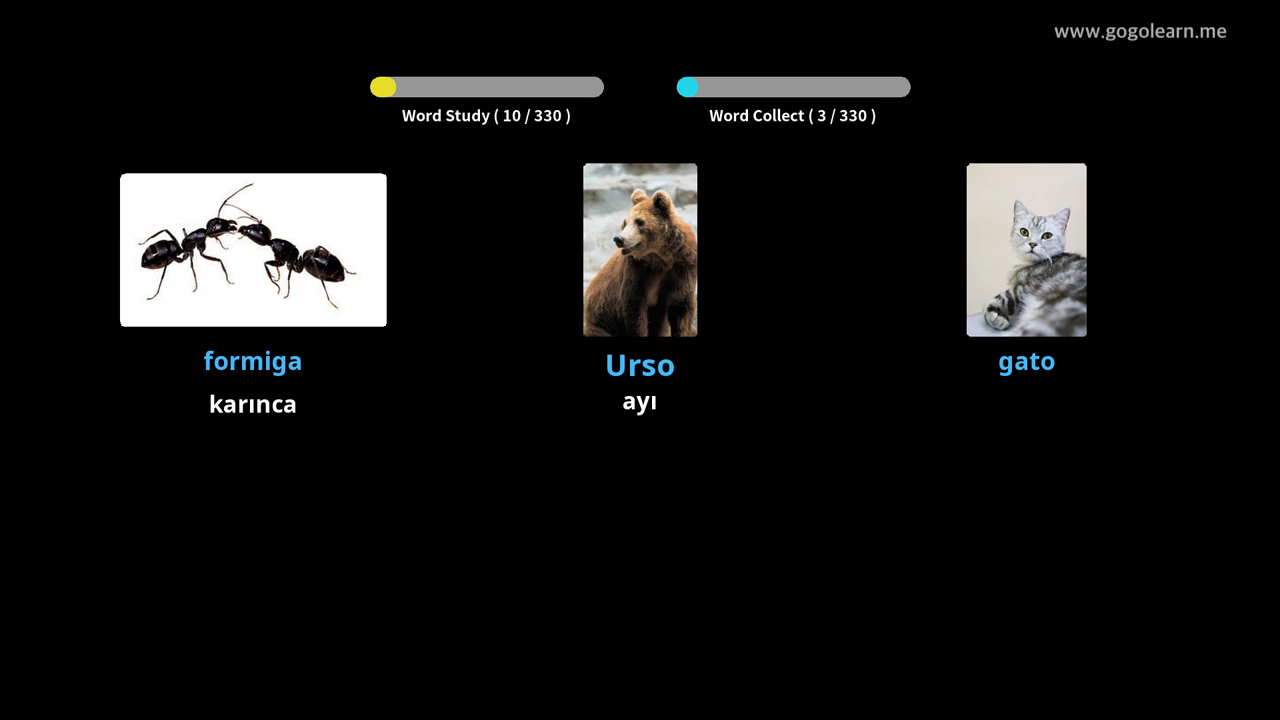 www.gogolearn.me
Word Study ( 10 / 330 )
Word Collect ( 3 / 330 )
formiga
karınca
Urso
ayı
gato